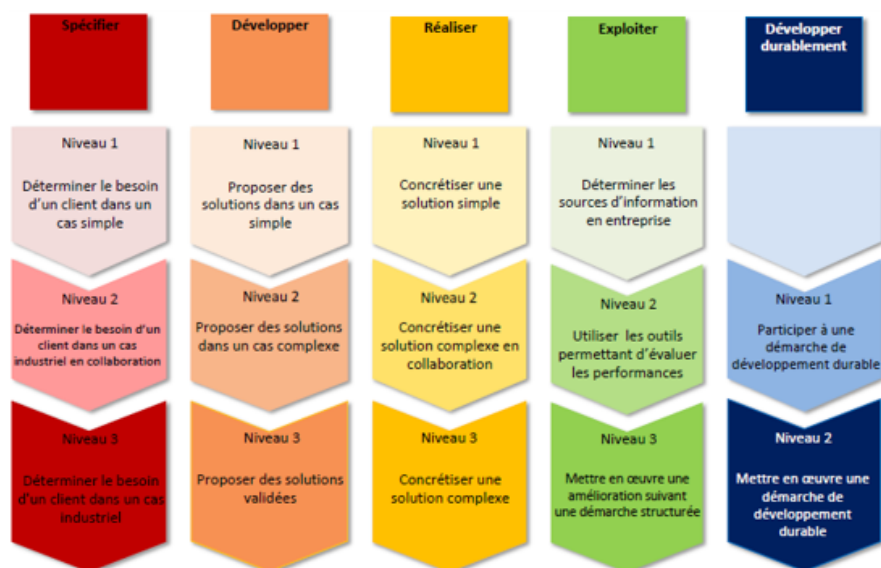 Spécifier
Développer
Réaliser
Exploiter
Développer
durablement
Niveau 1
Déterminer le besoin
d'un client dans un
cas simple
Niveau 1
Proposer des
solutions dans un cas
simple
Niveau 1
Concrétiser une
solution simple
Niveau 1
Déterminer les
sources d'information
en entreprise
Niveau 2
Déterminer le besoin d'un
client dans un cas
industriel en collaboration
Niveau 2
Proposer des solutions
dans un cas complexe
Niveau 2
Concrétiser une
solution complexe en
collaboration
Niveau 2
Utiliser les outils
permettant d'évaluer
les performances
Niveau 1
Participer à une
démarche de
développement durable
Niveau 3
Déterminer le besoin
d'un client dans un cas
industriel
Niveau 3
Proposer des solutions
validées
Niveau 3
Concrétiser une
solution complexe
Niveau 3
Mettre en œuvre une
amélioration suivant
une démarche structurée
Niveau 2
Mettre en œuvre une
démarche de
développement
durable